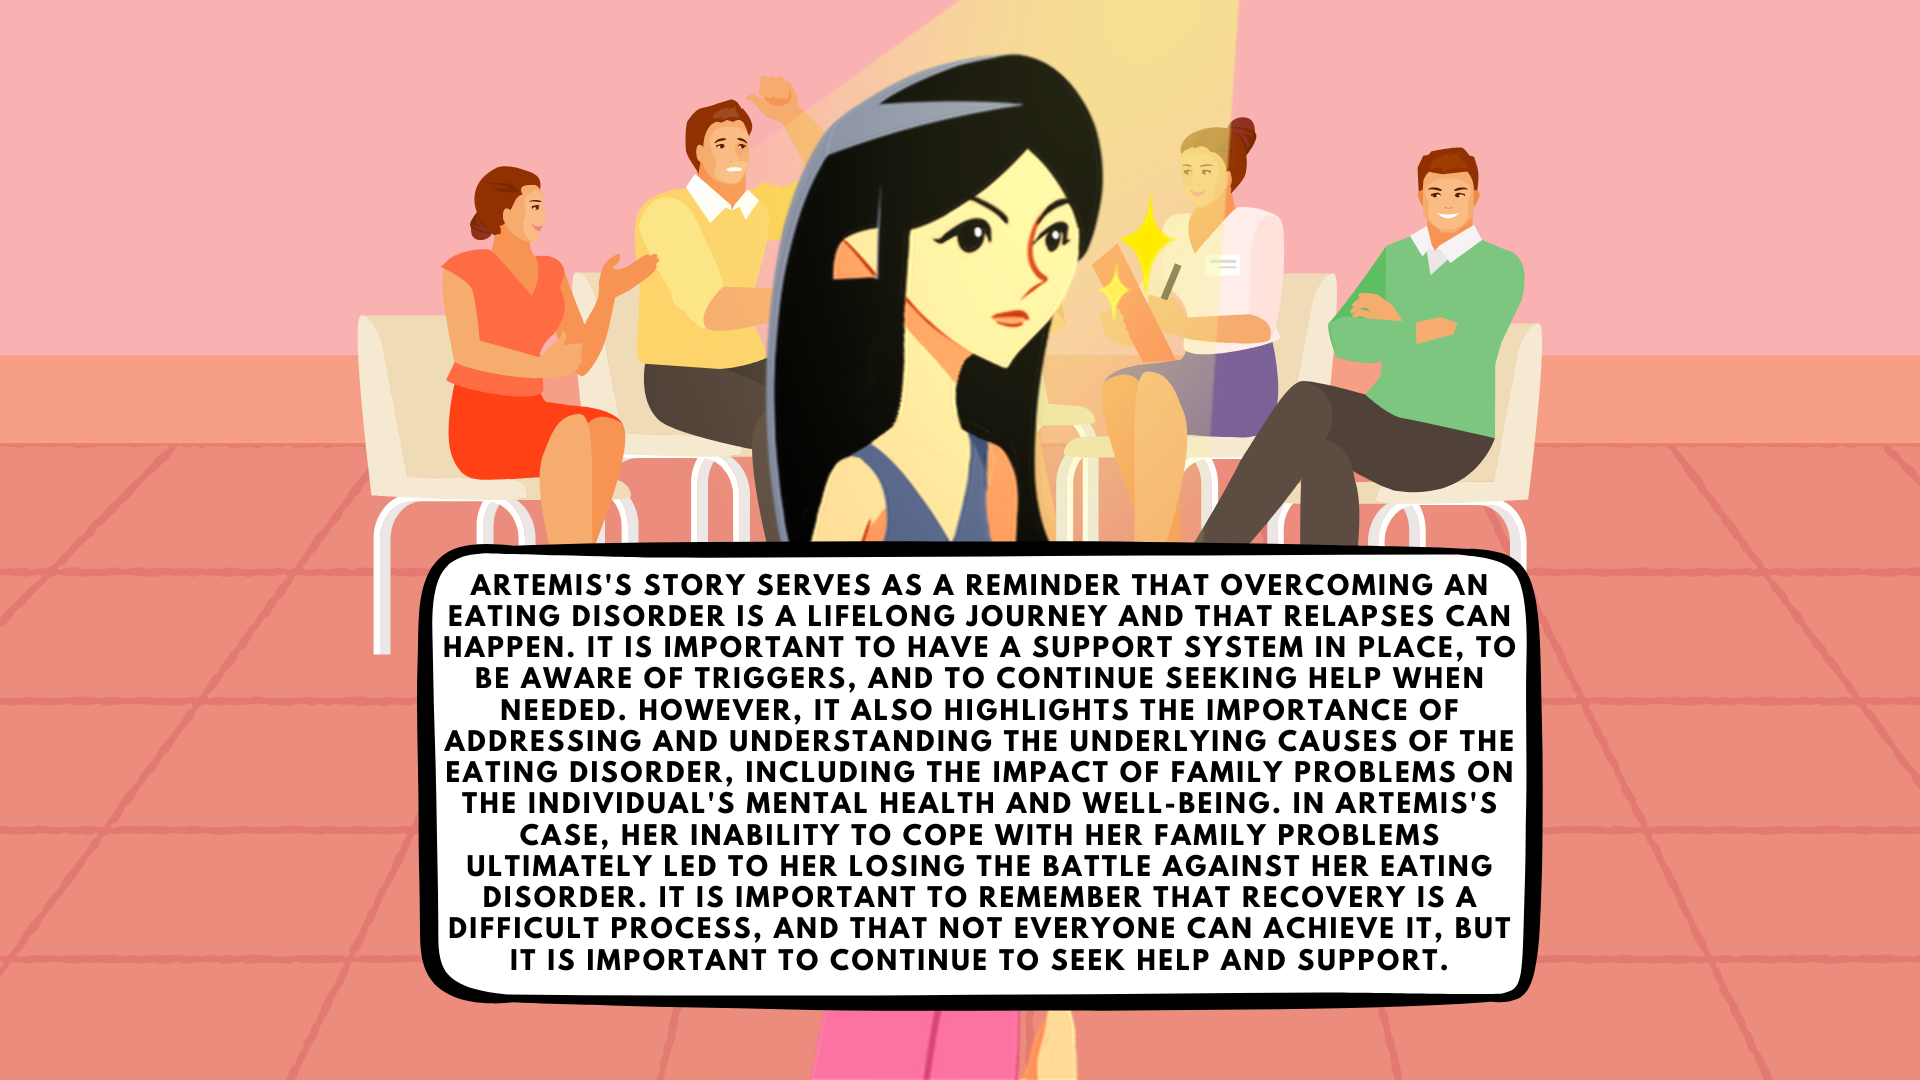 ARTEMIS'S STORY SERVES AS A REMINDER THAT OVERCOMING AN
EATING DISORDER IS A LIFELONG JOURNEY AND THAT RELAPSES CAN
HAPPEN. IT IS IMPORTANT TO HAVE A SUPPORT SYSTEM IN PLACE, TO
BE AWARE OF TRIGGERS, AND TO CONTINUE SEEKING HELP WHEN
NEEDED. HOWEVER, IT ALSO HIGHLIGHTS THE IMPORTANCE OF
ADDRESSING AND UNDERSTANDING THE UNDERLYING CAUSES OF THE
EATING DISORDER, INCLUDING THE IMPACT OF FAMILY PROBLEMS ON
THE INDIVIDUAL'S MENTAL HEALTH AND WELL-BEING. IN ARTEMIS'S
CASE, HER INABILITY TO COPE WITH HER FAMILY PROBLEMS
ULTIMATELY LED TO HER LOSING THE BATTLE AGAINST HER EATING
DISORDER. IT IS IMPORTANT TO REMEMBER THAT RECOVERY IS A
DIFFICULT PROCESS, AND THAT NOT EVERYONE CAN ACHIEVE IT, BUT
IT IS IMPORTANT TO CONTINUE TO SEEK HELP AND SUPPORT.